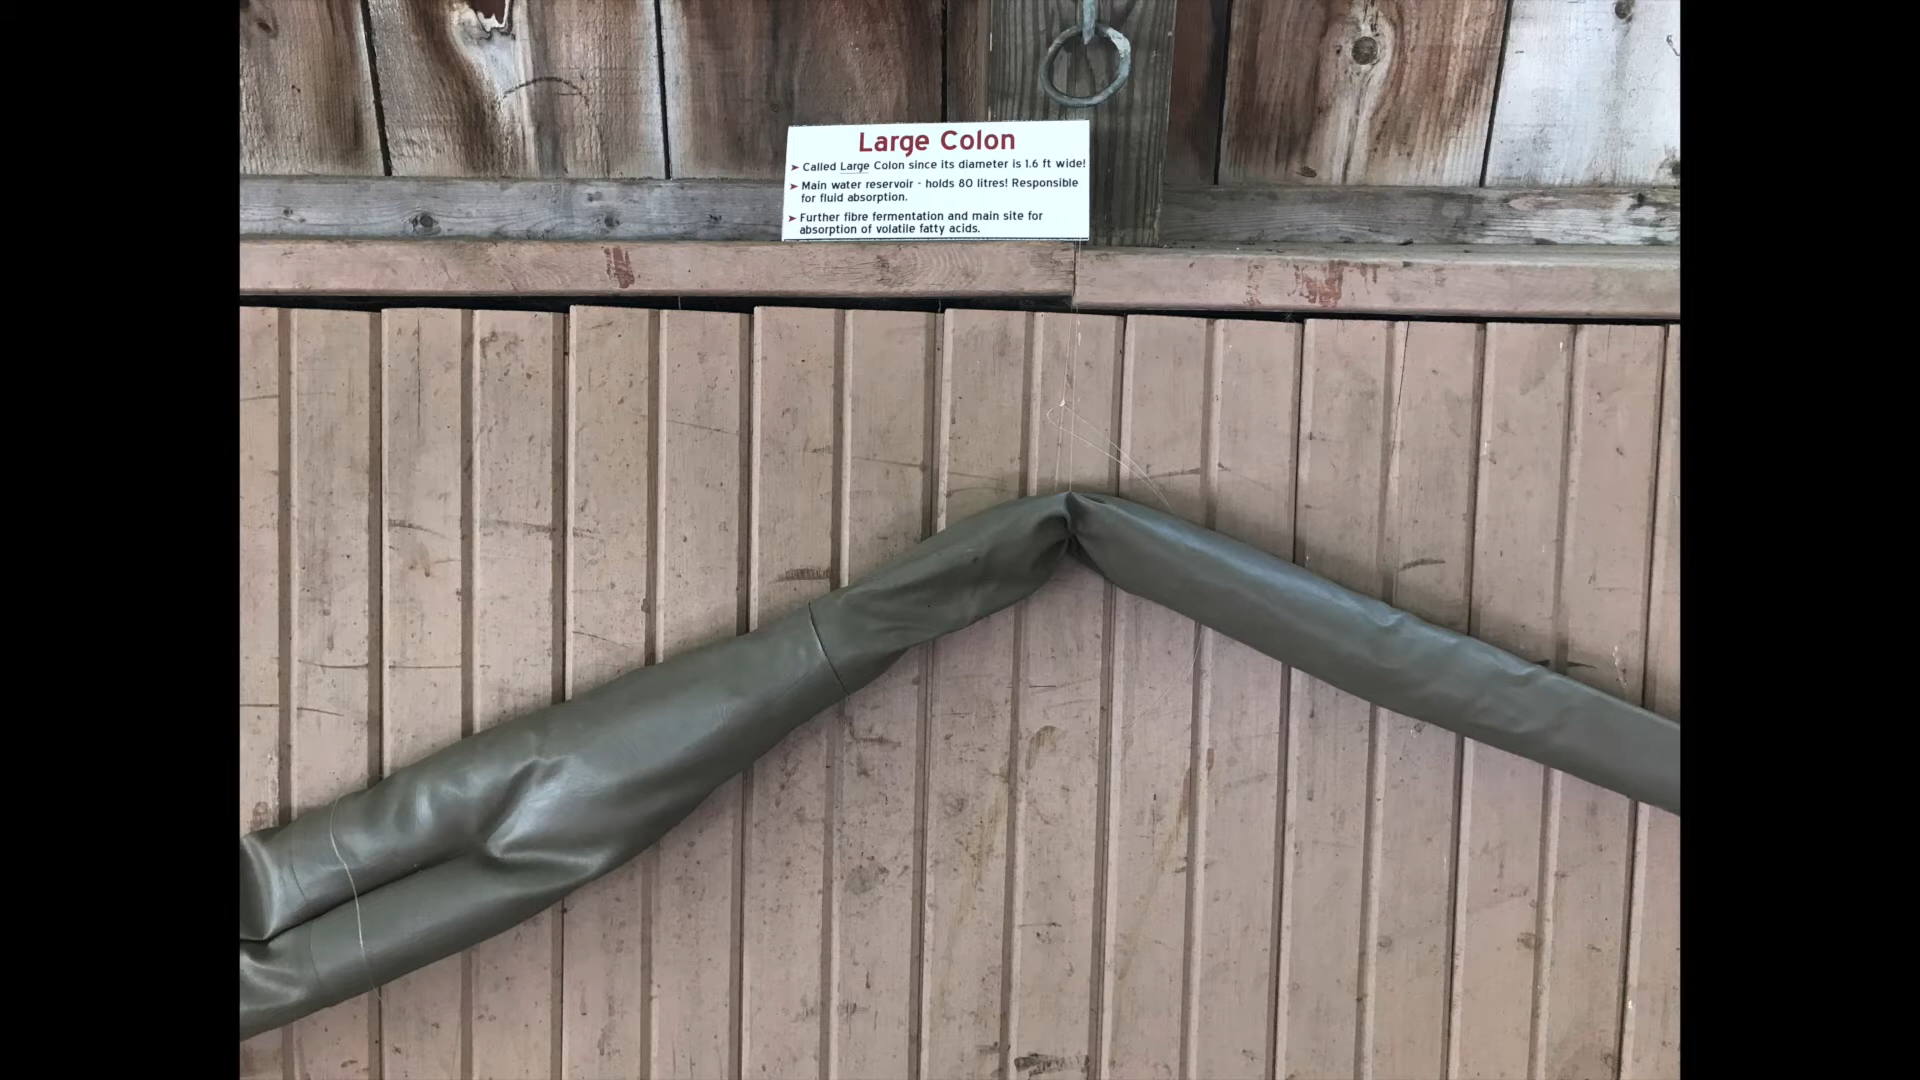 Large Colon
➤ Called Large Colon since its diameter is 1.6 ft wide!
➤ Main water reservoir - holds 80 litres! Responsible
for fluid absorption.
➤ Further fibre fermentation and main site for
absorption of volatile fatty acids.